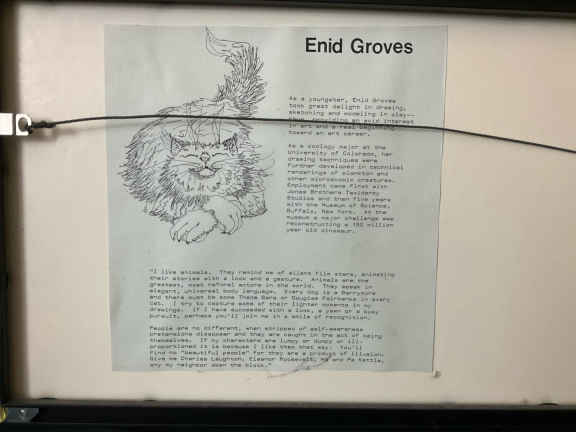 Enid Groves
As a youngster, Enid Groves
took great delight in drawing,
sketching and modeling in clay--
an avid interest
in art and a real beginning
toward an art career.
As a zoology major at the
University of Colorado, her
drawing techniques were
further developed in technical
renderings of plankton and
other microscopic creatures.
Employment came first with
Jonas Brothers Taxidermy
Studios and then five years
with the Museum of Science,
Buffalo, New York. At the
museum a major challenge was
reconstructing a 150 million
year old dinosaur.
"I like animals. They remind me of silent film stars, animating
their stories with a look and a gesture. Animals are the
greatest, most natural actors in the world. They speak in
elegant, universal body language. Every dog is a Barrymore
and there must be some Theda Bara or Douglas Fairbanks in every
cat. I try to capture some of their lighter moments in my
drawings. If I have succeeded with a look, a yawn or a busy
pursuit, perhaps you'll join me in a smile of recognition.
People are no different, when stripped of self-awareness
pretensions disappear and they are caught in the act of being
themselves. If my characters are lumpy or dumpy or ill-
proportioned it is because I like them that way. You'll
find no "beautiful people" for they are a product of illusion.
Give me Charles Laughton, Eleanor Roosevelt, Ma and Pa Kettle,
any my neighbor down the block."